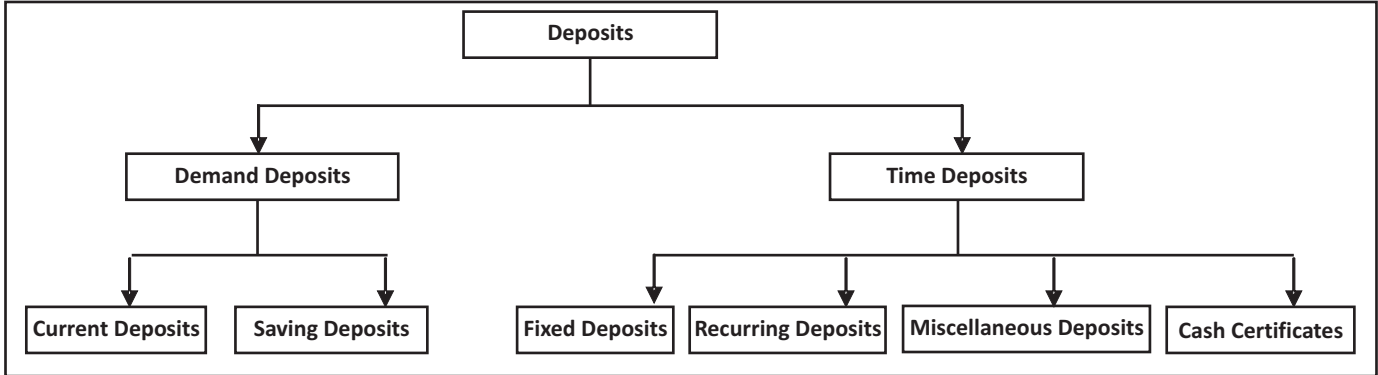 Deposits
Demand Deposits
Time Deposits
Current Deposits
Saving Deposits
Fixed Deposits
Recurring Deposits
Miscellaneous Deposits
Cash Certificates